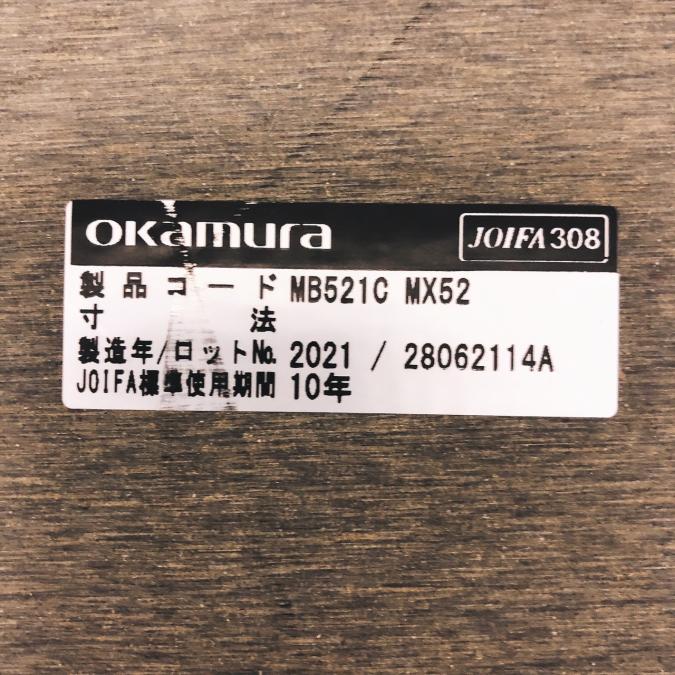 okamura
JOIFA308
製品コード MB521C MX52
寸法
製造年/ロットNo. 2021 / 28062114A
JOIFA標準使用期間 10年